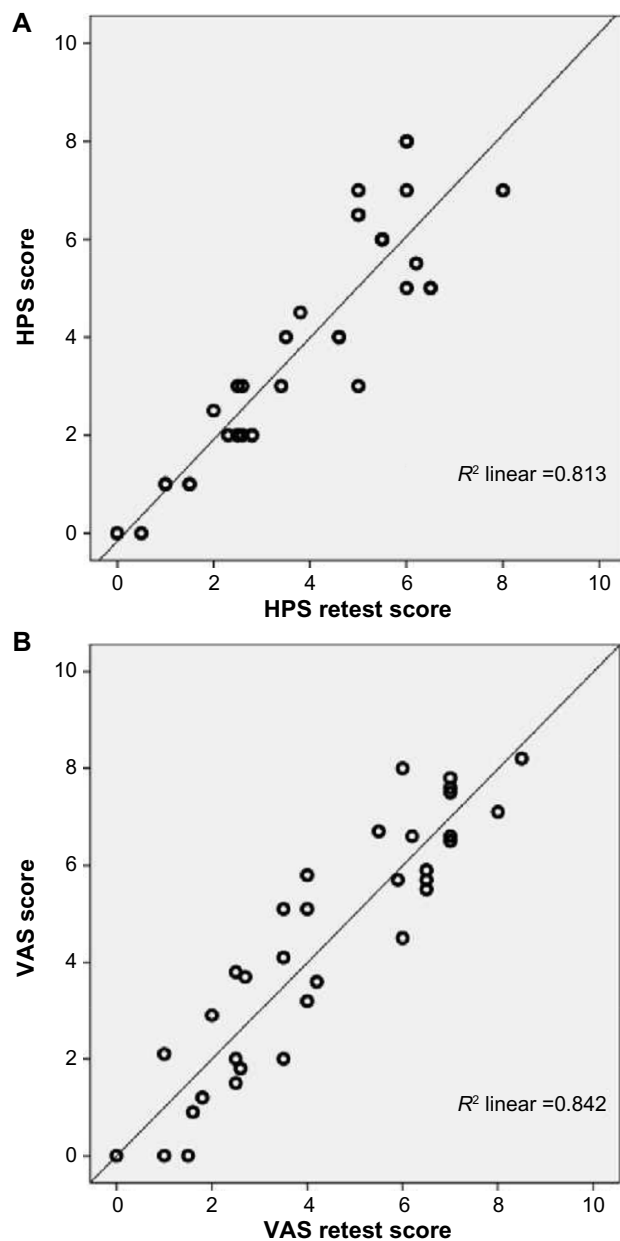 A
10
8
6
4
2
0
HPS score
R² linear =0.813
0 2 4 6 8 10
HPS retest score
B
10
8
6
4
2
0
VAS score
R² linear =0.842
0 2 4 6 8 10
VAS retest score